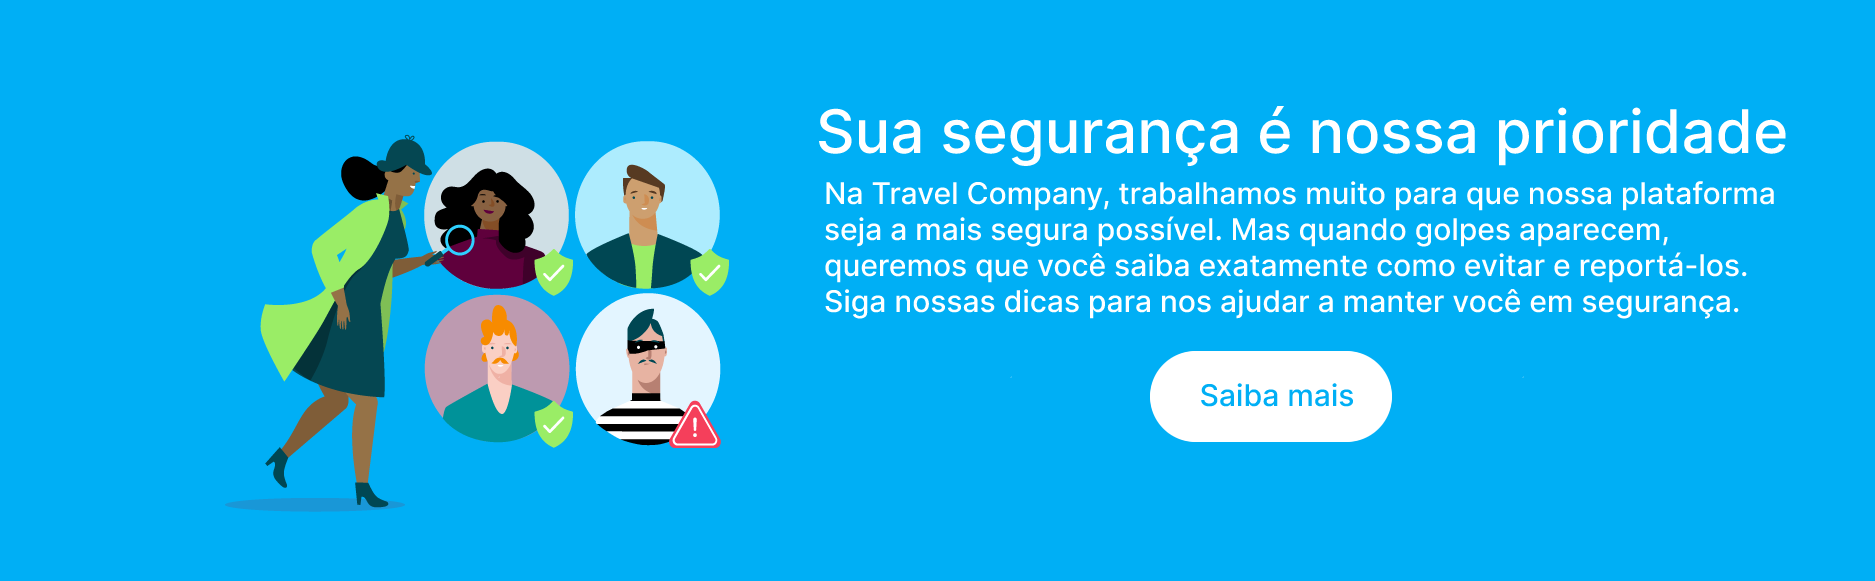 Sua segurança é nossa prioridade
Na Travel Company, trabalhamos muito para que nossa plataforma
seja a mais segura possível. Mas quando golpes aparecem,
queremos que você saiba exatamente como evitar e reportá-los.
Siga nossas dicas para nos ajudar a manter você em segurança.
Saiba mais